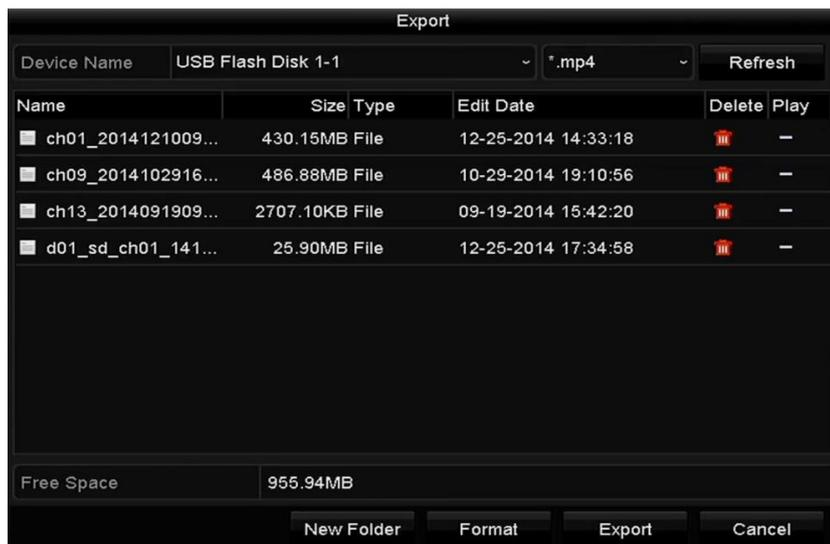 Export
Device Name USB Flash Disk 1-1 *.mp4 Refresh
Name Size Type Edit Date Delete Play
ch01_2014121009... 430.15MB File 12-25-2014 14:33:18
ch09_2014102916... 486.88MB File 10-29-2014 19:10:56
ch13_2014091909... 2707.10KB File 09-19-2014 15:42:20
d01_sd_ch01_141... 25.90MB File 12-25-2014 17:34:58
Free Space 955.94MB
New Folder Format Export Cancel